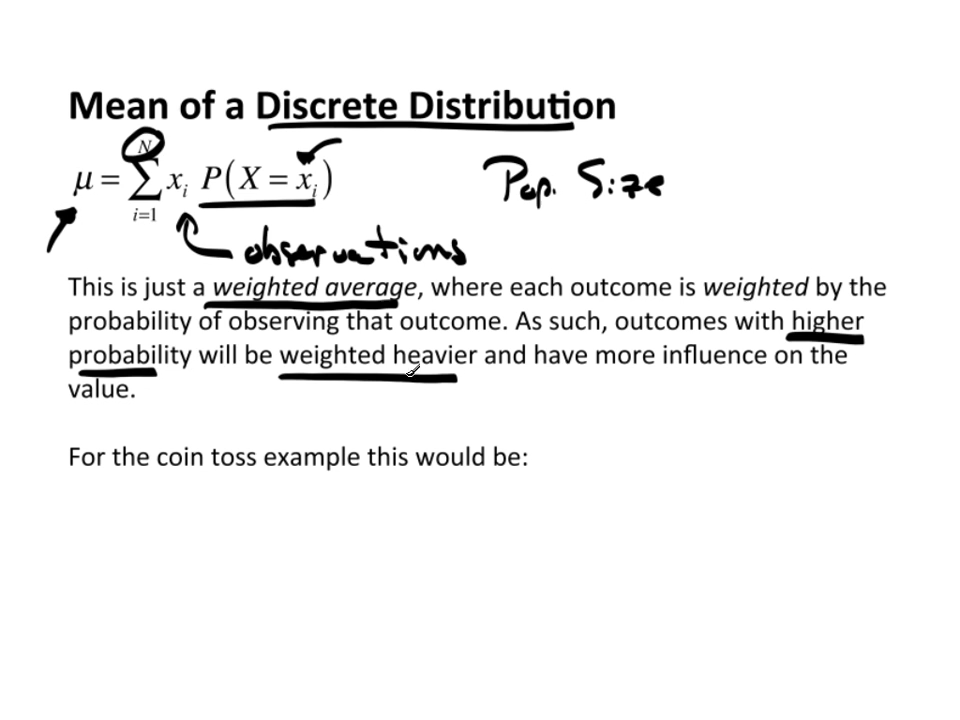 Mean of a Discrete Distribution
μ = ∑_{i=1}^{N} x_i P(X = x_i)
Pop. Size
observations
This is just a weighted average, where each outcome is weighted by the
probability of observing that outcome. As such, outcomes with higher
probability will be weighted heavier and have more influence on the
value.
For the coin toss example this would be: